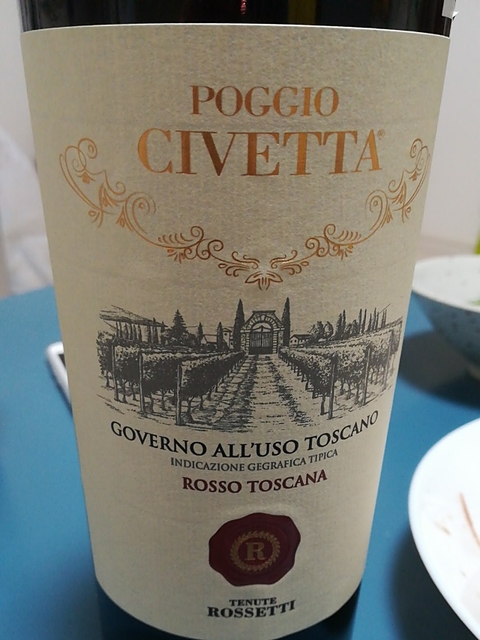 POGGIO
CIVETTA®
GOVERNO ALL'USO TOSCANO
INDICAZIONE GEGRAFICA TIPICA
ROSSO TOSCANA
R
TENUTE
ROSSETTI